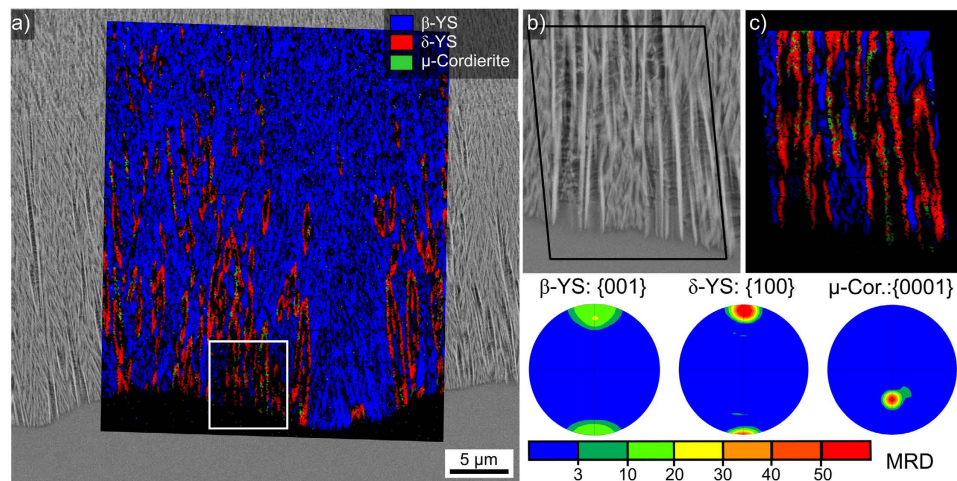 a)
β-YS
δ-YS
μ-Cordierite
5 μm
b)
c)
β-YS: {001}
δ-YS: {100}
μ-Cor.:{0001}
3 10 20 30 40 50
MRD